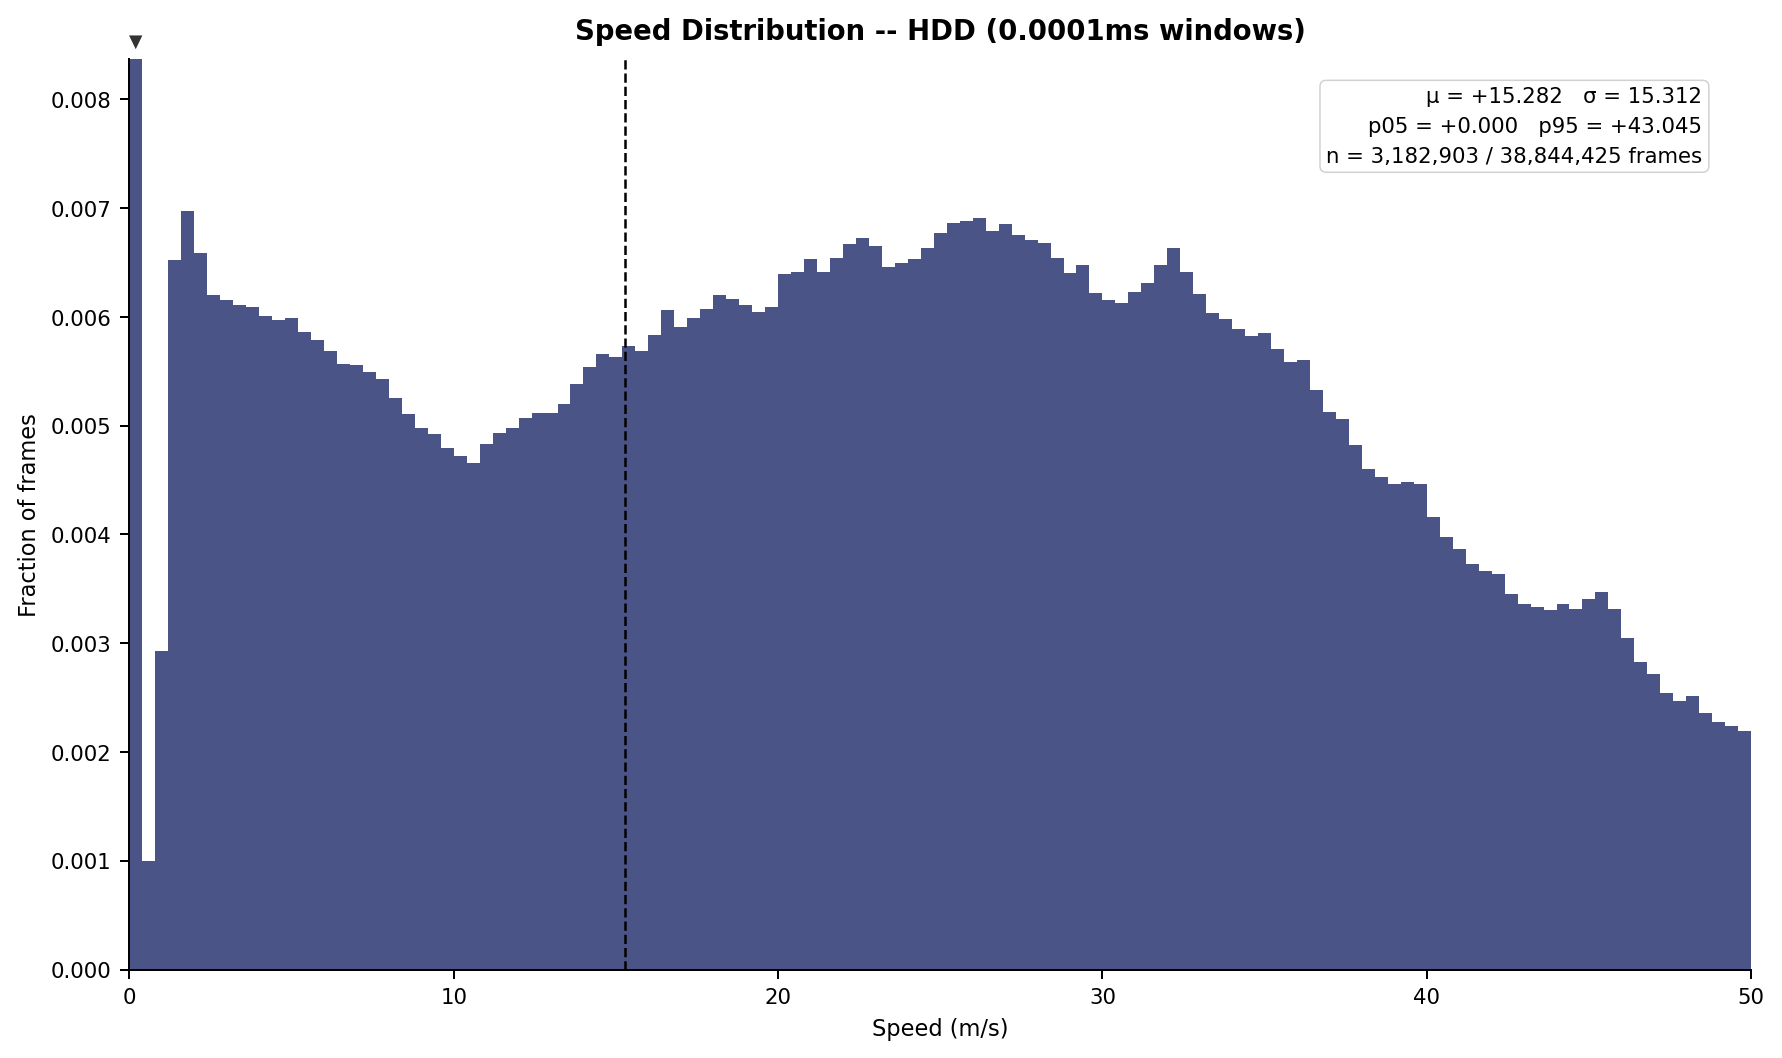 Speed Distribution -- HDD (0.0001ms windows)
▼
μ = +15.282   σ = 15.312
p05 = +0.000   p95 = +43.045
n = 3,182,903 / 38,844,425 frames
Fraction of frames
0.008
0.007
0.006
0.005
0.004
0.003
0.002
0.001
0.000
0 10 20 30 40 50
Speed (m/s)